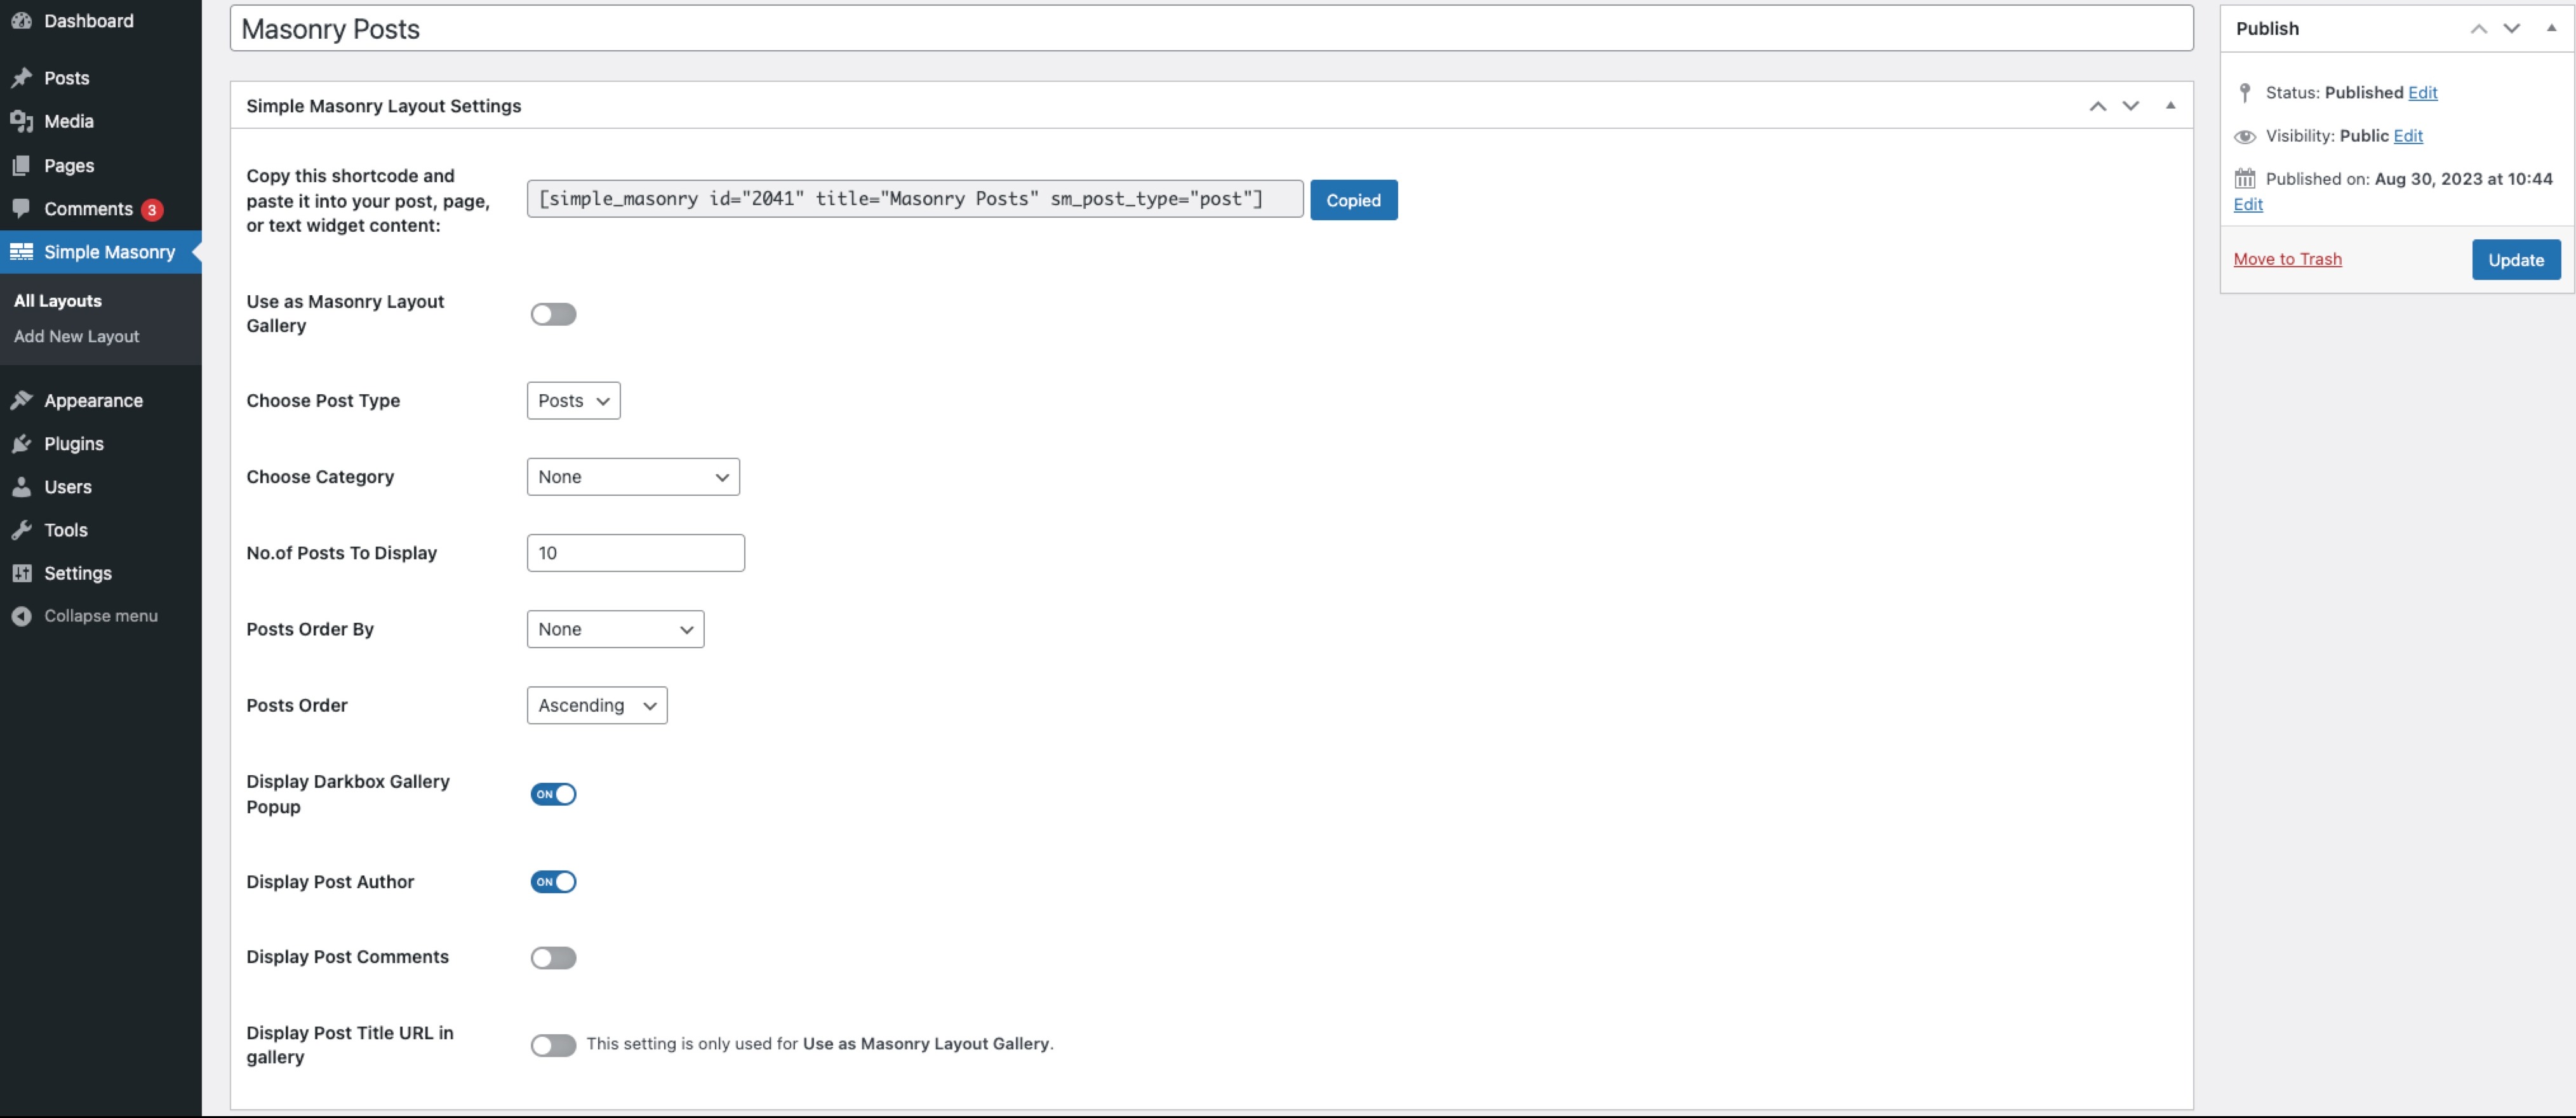 Dashboard
Posts
Media
Pages
Comments 3
Simple Masonry
All Layouts
Add New Layout
Appearance
Plugins
Users
Tools
Settings
Collapse menu
Masonry Posts
Simple Masonry Layout Settings
Copy this shortcode and
paste it into your post, page,
or text widget content:
[simple_masonry id="2041" title="Masonry Posts" sm_post_type="post"]
Copied
Use as Masonry Layout
Gallery
Choose Post Type
Posts
Choose Category
None
No.of Posts To Display
10
Posts Order By
None
Posts Order
Ascending
Display Darkbox Gallery
Popup
ON
Display Post Author
ON
Display Post Comments
Display Post Title URL in
gallery
This setting is only used for Use as Masonry Layout Gallery.
Publish
Status: Published Edit
Visibility: Public Edit
Published on: Aug 30, 2023 at 10:44
Edit
Move to Trash
Update